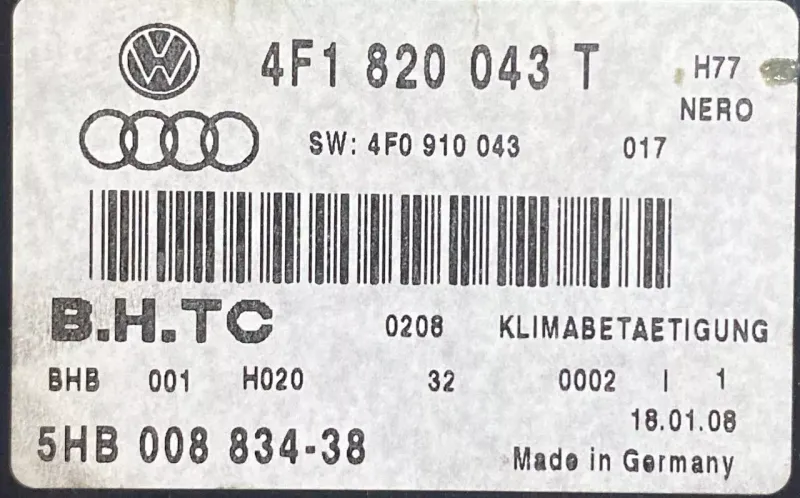 4F1 820 043 T H77
NERO
SW: 4F0 910 043 017
B.H.TC 0208 KLIMABETAETIGUNG
BHB 001 H020 32 0002 | 1
18.01.08
5HB 008 834-38
Made in Germany